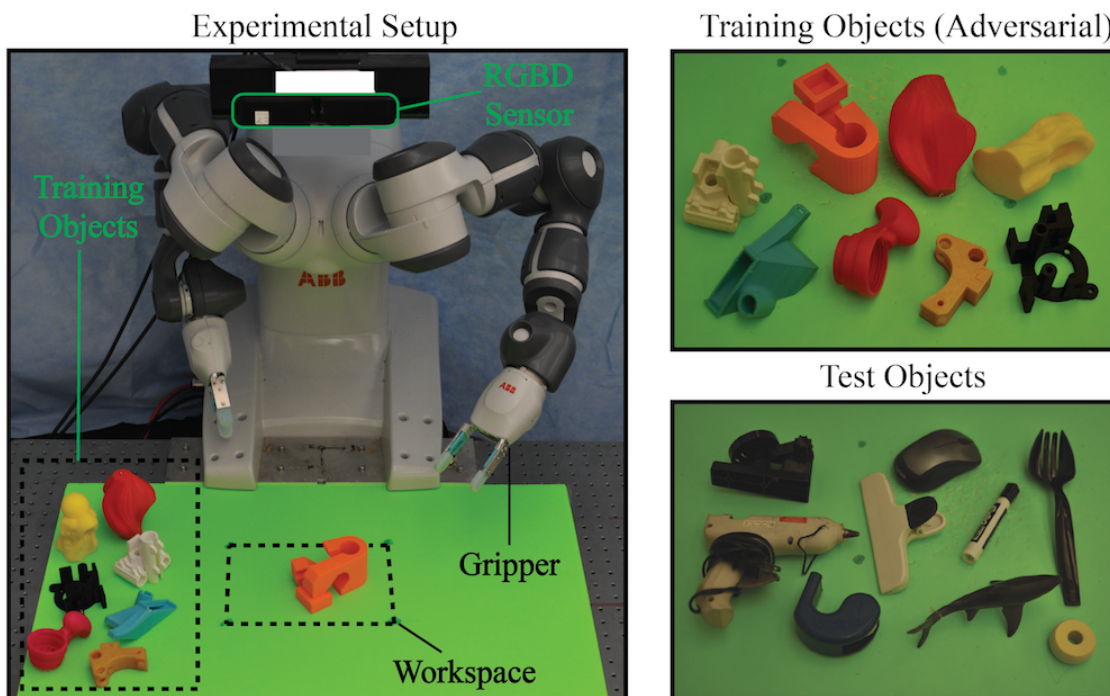 Experimental Setup
RGBD
Sensor
Training
Objects
ABB
ABB
Gripper
Workspace
Training Objects (Adversarial)
Test Objects